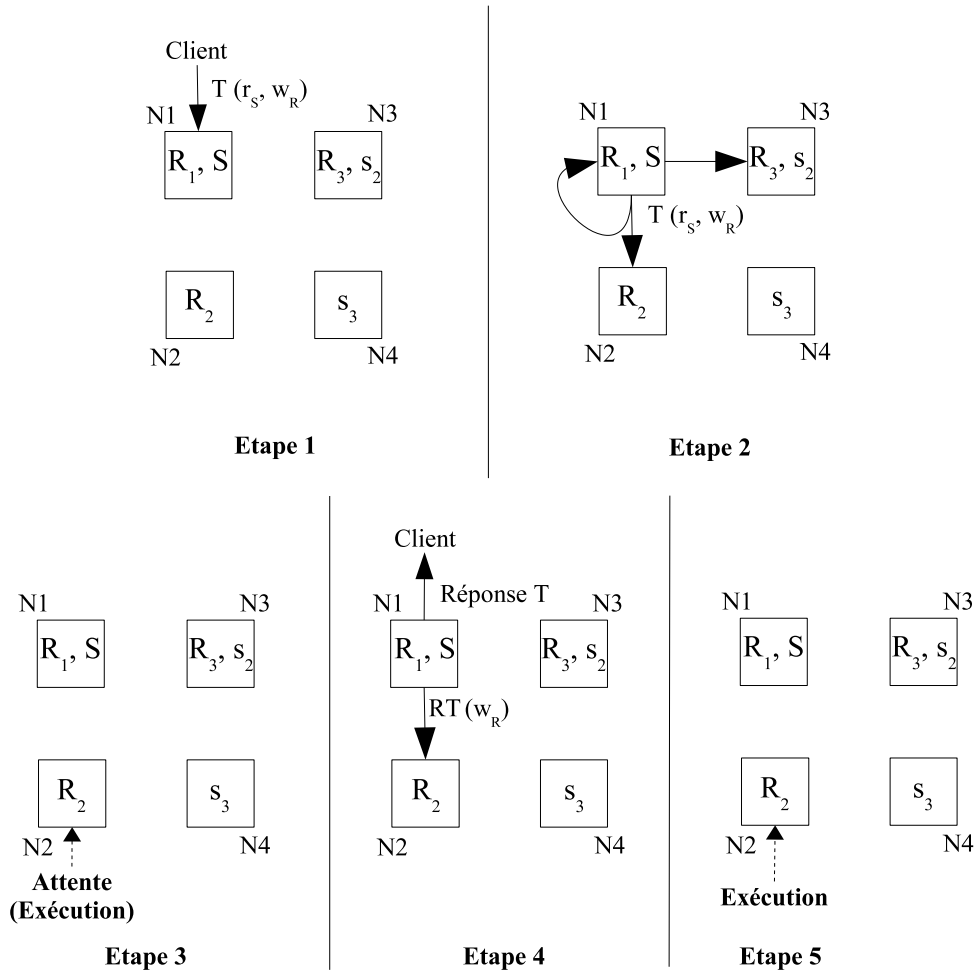 Client
T (r_S, w_R)
N1
N3
R_1, S
R_3, s_2
R_2
s_3
N2
N4
Etape 1
N1
N3
R_1, S
R_3, s_2
T (r_S, w_R)
R_2
s_3
N2
N4
Etape 2
N1
N3
R_1, S
R_3, s_2
R_2
s_3
N2
N4
Attente
(Exécution)
Etape 3
Client
Réponse T
N1
N3
R_1, S
R_3, s_2
RT (w_R)
R_2
s_3
N2
N4
Etape 4
N1
N3
R_1, S
R_3, s_2
R_2
s_3
N2
N4
Exécution
Etape 5